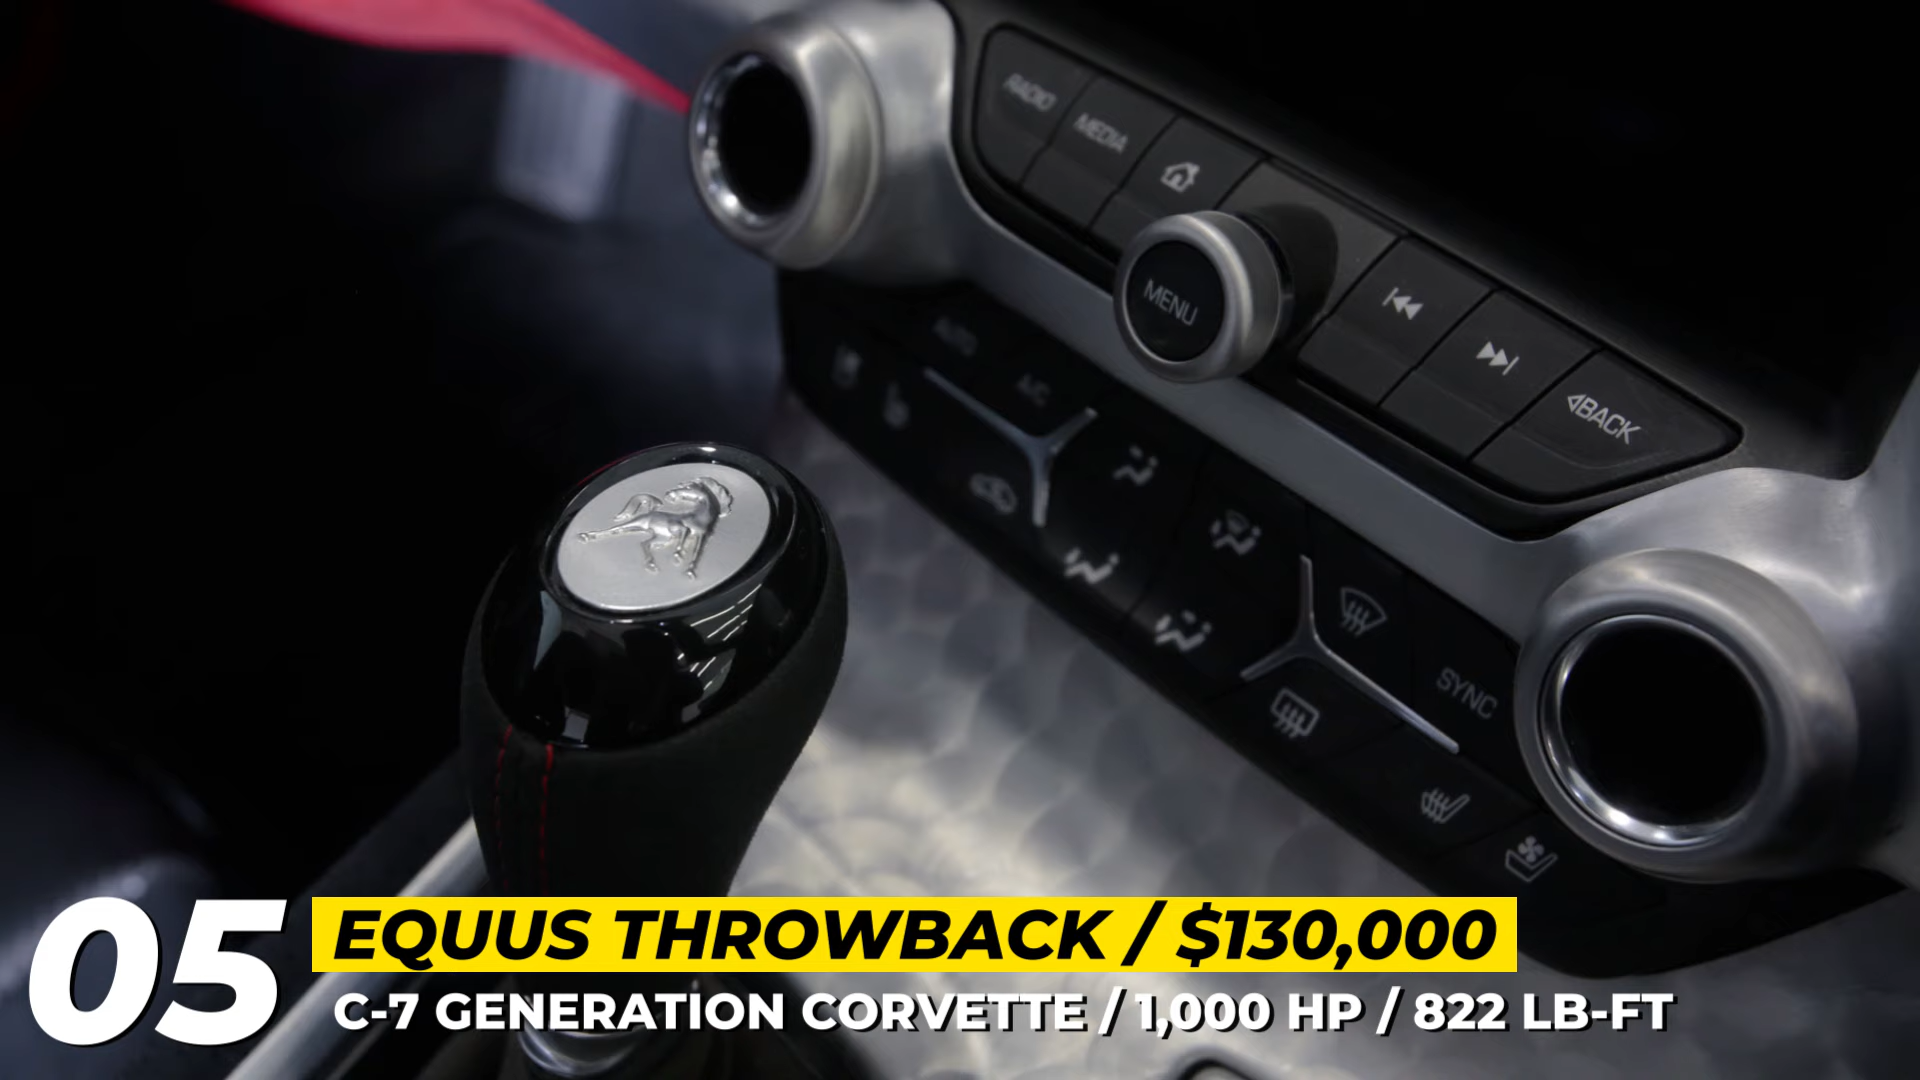 RADIO
MEDIA
MENU
BACK
AUTO
A/C
SYNC
05
EQUUS THROWBACK / $130,000
C-7 GENERATION CORVETTE / 1,000 HP / 822 LB-FT